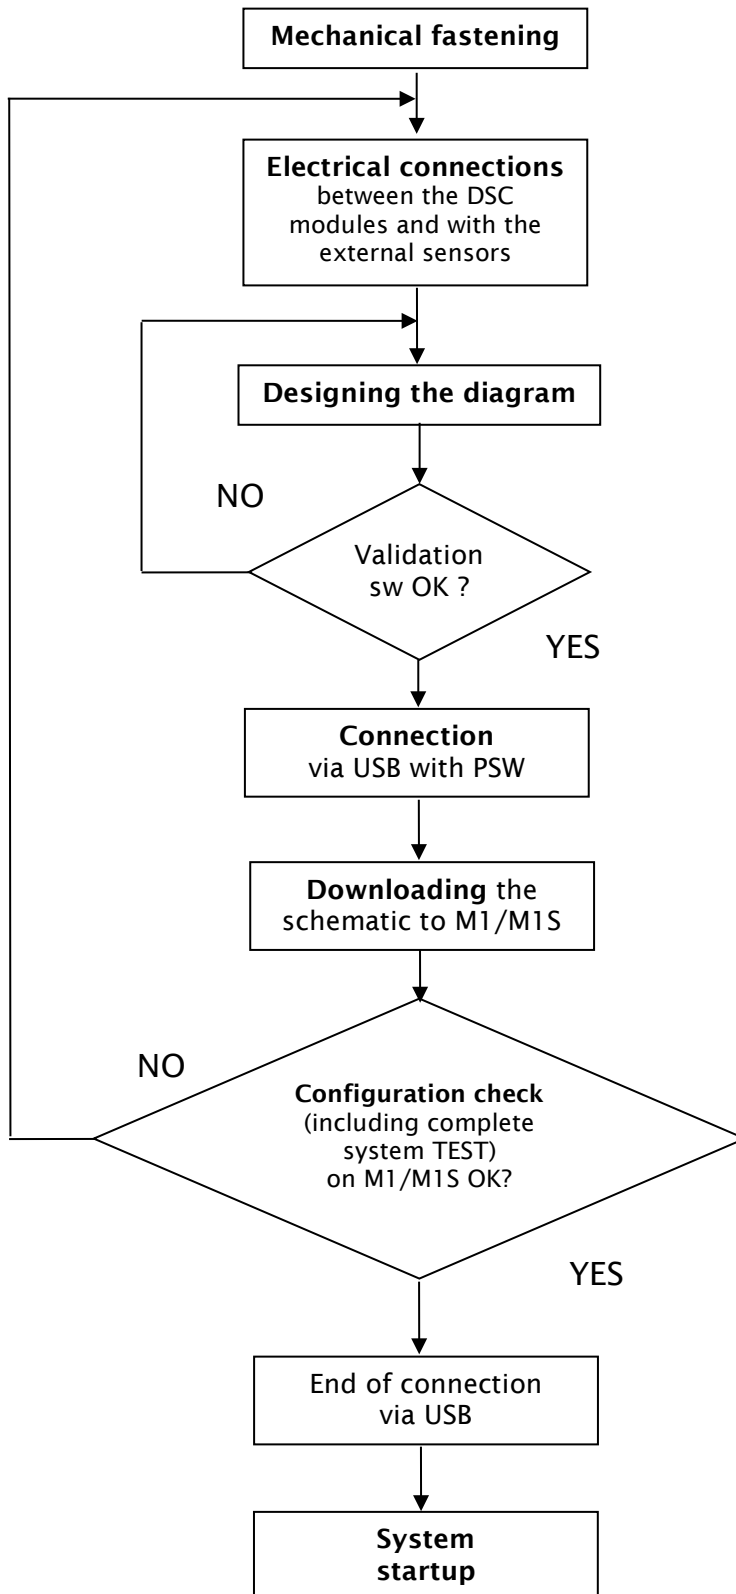 Mechanical fastening
Electrical connections
between the DSC
modules and with the
external sensors
Designing the diagram
NO
Validation
sw OK ?
YES
Connection
via USB with PSW
Downloading the
schematic to M1/M1S
NO
Configuration check
(including complete
system TEST)
on M1/M1S OK?
YES
End of connection
via USB
System
startup